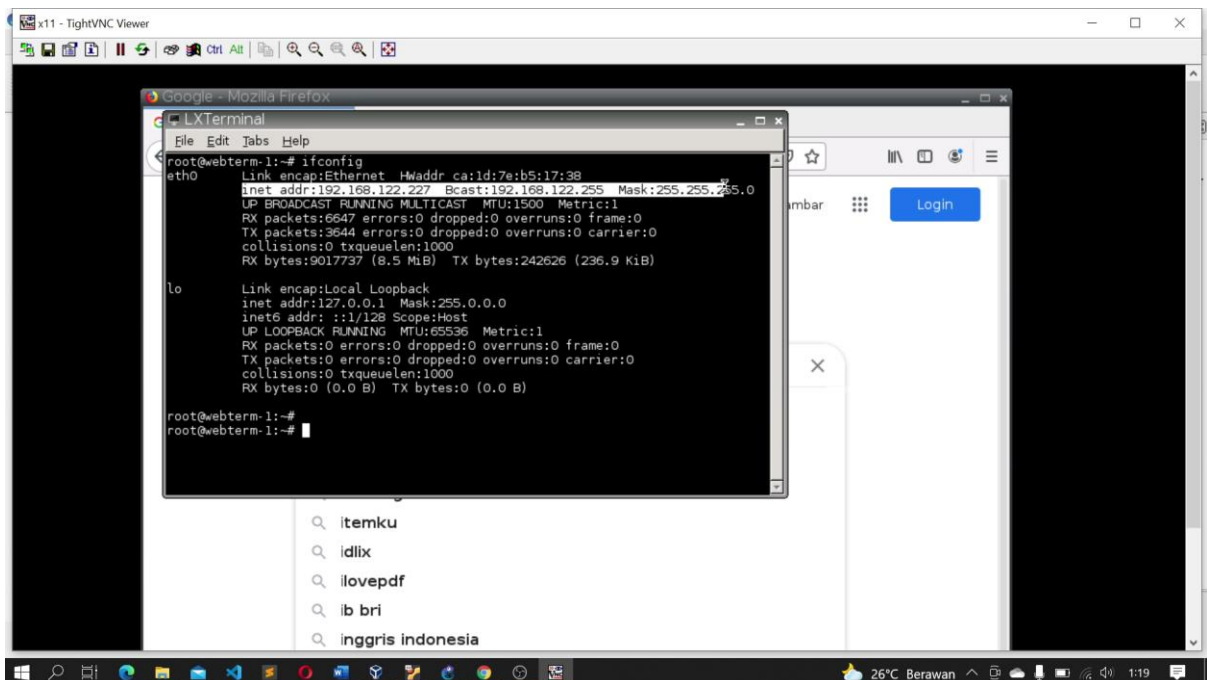 x11 - TightVNC Viewer
Ctrl Alt
Google - Mozilla Firefox
LXTerminal
File Edit Tabs Help
root@webterm-1:~# ifconfig
eth0 Link encap:Ethernet HWaddr ca:1d:7e:b5:17:38
inet addr:192.168.122.227 Bcast:192.168.122.255 Mask:255.255.255.0
UP BROADCAST RUNNING MULTICAST MTU:1500 Metric:1
RX packets:6647 errors:0 dropped:0 overruns:0 frame:0
TX packets:3644 errors:0 dropped:0 overruns:0 carrier:0
collisions:0 txqueuelen:1000
RX bytes:9017737 (8.5 MiB) TX bytes:242626 (236.9 KiB)
lo Link encap:Local Loopback
inet addr:127.0.0.1 Mask:255.0.0.0
inet6 addr: ::1/128 Scope:Host
UP LOOPBACK RUNNING MTU:65536 Metric:1
RX packets:0 errors:0 dropped:0 overruns:0 frame:0
TX packets:0 errors:0 dropped:0 overruns:0 carrier:0
collisions:0 txqueuelen:1000
RX bytes:0 (0.0 B) TX bytes:0 (0.0 B)
root@webterm-1:~#
root@webterm-1:~#
ambar
Login
itemku
idlix
ilovepdf
ib bri
inggris indonesia
26°C Berawan
1:19